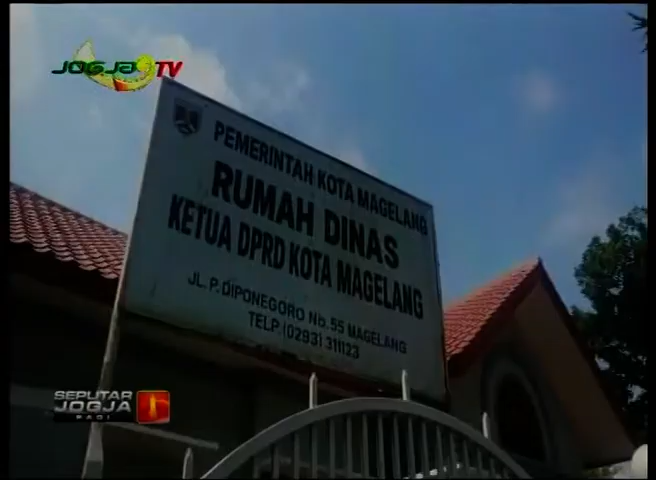 JOGJA TV
PEMERINTAH KOTA MAGELANG
RUMAH DINAS
KETUA DPRD KOTA MAGELANG
JL. P. DIPONEGORO No. 55 MAGELANG
TELP. (0293) 311123
SEPUTAR
JOGJA
PAGI